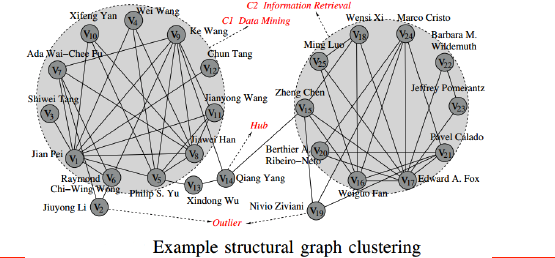 C2 Information Retrieval
Xifeng Yan
Wei Wang
C1 Data Mining
Wensi Xi
Marco Cristo
V4
V10
V9
Ke Wang
Ming Luo
V18
V24
Barbara M.
Wildemuth
Ada Wai-Chee Fu
Chun Tang
V25
V22
V7
V12
Zheng Chen
Jeffrey Pomerantz
Shiwei Tang
Jianyong Wang
V15
V23
V3
V11
Hub
Pavel Calado
Jian Pei
Jiawei Han
Berthier A.
V20
V21
V1
V8
Ribeiro-Neto
Raymond
V6
V5
V14
Qiang Yang
V16
V17
Edward A. Fox
Chi-Wing Wong
Philip S. Yu
V13
Weiguo Fan
Jiuyong Li
V2
Xindong Wu
Nivio Ziviani
V19
Outlier
Example structural graph clustering